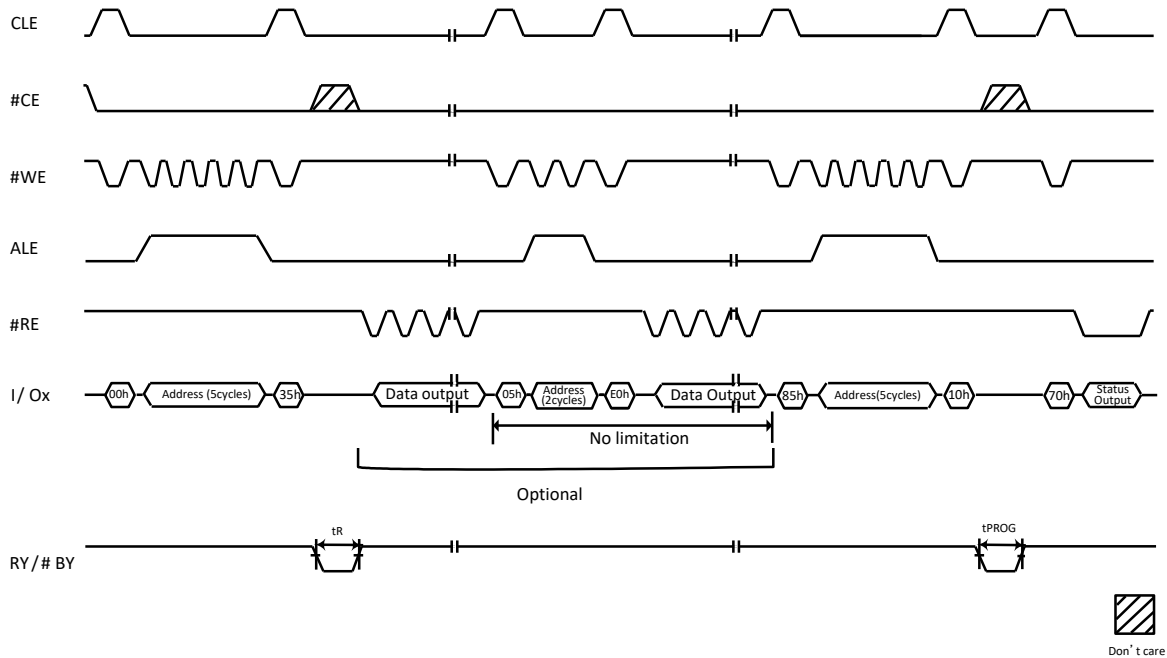 CLE
#CE
#WE
ALE
#RE
I/Ox 00h Address (5cycles) 35h Data output 05h Address (2cycles) E0h Data Output 85h Address(5cycles) 10h 70h Status Output
No limitation
Optional
tR tPROG
RY/# BY
Don't care